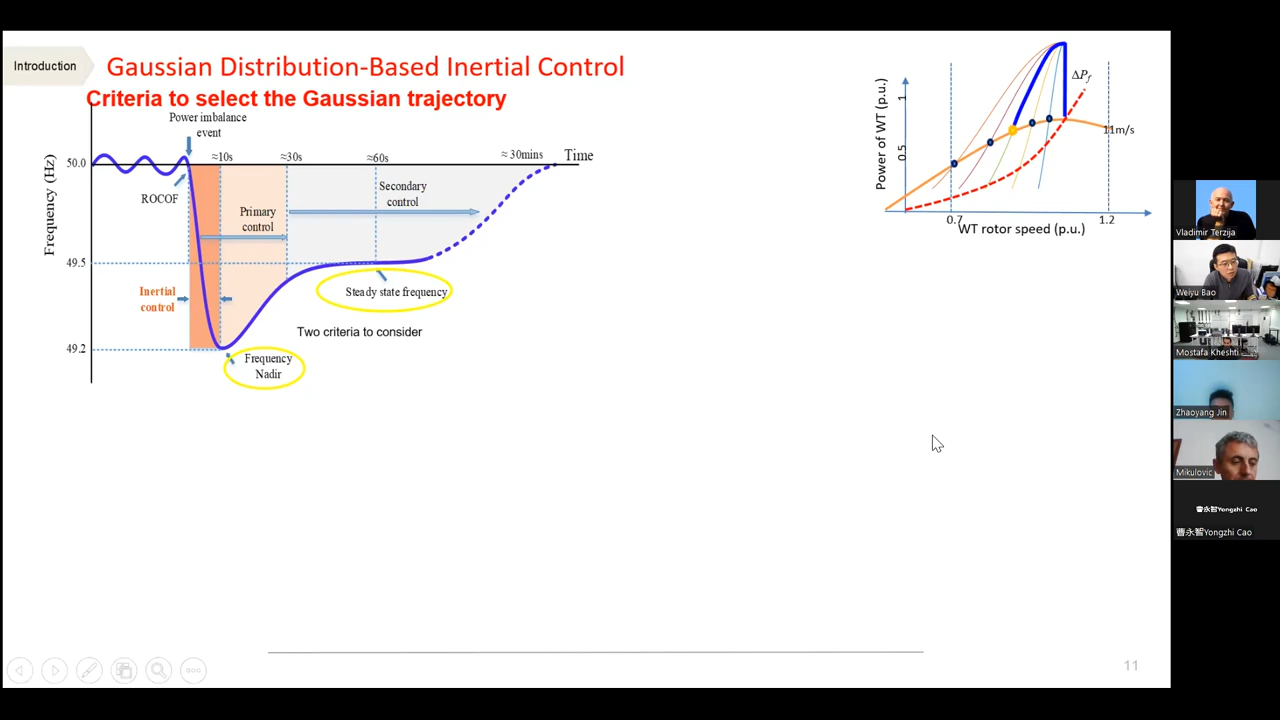 Introduction
Gaussian Distribution-Based Inertial Control
Criteria to select the Gaussian trajectory
Power imbalance
event
≈10s
≈30s
≈60s
≈ 30mins
Time
50.0
49.5
49.2
Frequency (Hz)
ROCOF
Primary
control
Secondary
control
Inertial
control
Steady state frequency
Two criteria to consider
Frequency
Nadir
Power of WT (p.u.)
1
0.5
ΔPf
11m/s
0.7
1.2
WT rotor speed (p.u.)
11
Vladimir Terzija
Weiyu Bao
Mostafa Kheshti
Zhaoyang Jin
Mikulovic
曹永智Yongzhi Cao
曹永智Yongzhi Cao